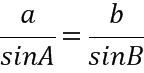 a/sinA = b/sinB